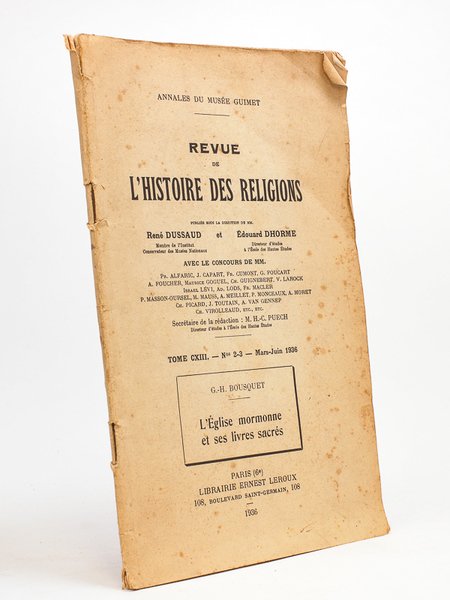 ANNALES DU MUSÉE GUIMET
REVUE
DE
L'HISTOIRE DES RELIGIONS
PUBLIÉE SOUS LA DIRECTION DE MM.
René DUSSAUD et Édouard DHORME
Membre de l'Institut Directeur d'études
Conservateur des Musées Nationaux à l'École des Hautes Études
AVEC LE CONCOURS DE MM.
PH. ALFARIC, J. CAPART, FR. CUMONT, G. FOUCART
A. FOUCHER, MAURICE GOGUEL, CH. GUIGNEBERT, V. LAROCK
ISRAEL LÉVI, AD. LODS, FR. MACLER
P. MASSON-OURSEL, M. MAUSS, A. MEILLET, P. MONCEAUX, A. MORET
CH. PICARD, J. TOUTAIN, A. VAN GENNEP
CH. VIROLLEAUD, ETC., ETC.
Secrétaire de la rédaction : M. H.-C. PUECH
Directeur d'études à l'École des Hautes Études
TOME CXIII. — Nos 2-3 — Mars-Juin 1936
G.-H. BOUSQUET
L'Église mormonne
et ses livres sacrés
PARIS (6e)
LIBRAIRIE ERNEST LEROUX
108, BOULEVARD SAINT-GERMAIN, 108
1936